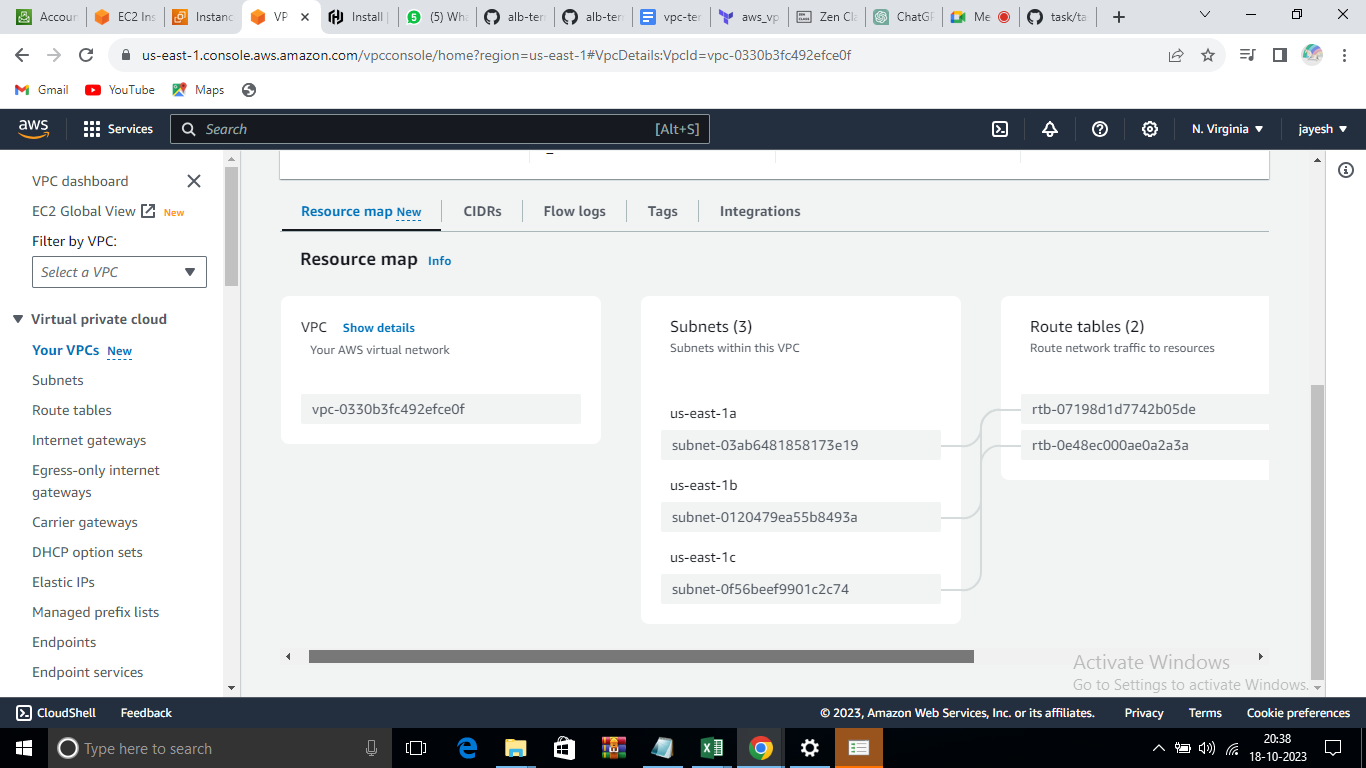 Accoun
EC2 Ins
Instanc
VP
Install |
(5) Wha
alb-terr
alb-terr
vpc-terr
aws_vp
Zen Cla
ChatGP
Me
task/ta
us-east-1.console.aws.amazon.com/vpcconsole/home?region=us-east-1#VpcDetails:VpcId=vpc-0330b3fc492efce0f
Gmail
YouTube
Maps
aws
Services
Search
[Alt+S]
N. Virginia
jayesh
VPC dashboard
EC2 Global View New
Filter by VPC:
Select a VPC
Virtual private cloud
Your VPCs New
Subnets
Route tables
Internet gateways
Egress-only internet
gateways
Carrier gateways
DHCP option sets
Elastic IPs
Managed prefix lists
Endpoints
Endpoint services
Resource map New
CIDRs
Flow logs
Tags
Integrations
Resource map Info
VPC Show details
Your AWS virtual network
vpc-0330b3fc492efce0f
Subnets (3)
Subnets within this VPC
us-east-1a
subnet-03ab6481858173e19
us-east-1b
subnet-0120479ea55b8493a
us-east-1c
subnet-0f56beef9901c2c74
Route tables (2)
Route network traffic to resources
rtb-07198d1d7742b05de
rtb-0e48ec000ae0a2a3a
Activate Windows
Go to Settings to activate Windows.
CloudShell
Feedback
© 2023, Amazon Web Services, Inc. or its affiliates.
Privacy
Terms
Cookie preferences
Type here to search
20:38
18-10-2023